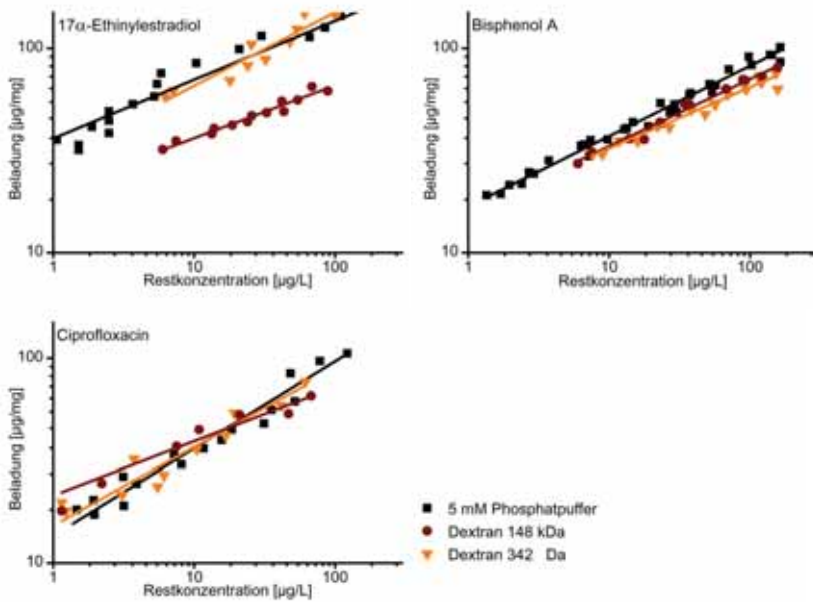 17α-Ethinylestradiol
Beladung [µg/mg]
100
10
1 10 100
Restkonzentration [µg/L]
Bisphenol A
Beladung [µg/mg]
100
10
1 10 100
Restkonzentration [µg/L]
Ciprofloxacin
Beladung [µg/mg]
100
10
1 10 100
Restkonzentration [µg/L]
5 mM Phosphatpuffer
Dextran 148 kDa
Dextran 342 Da